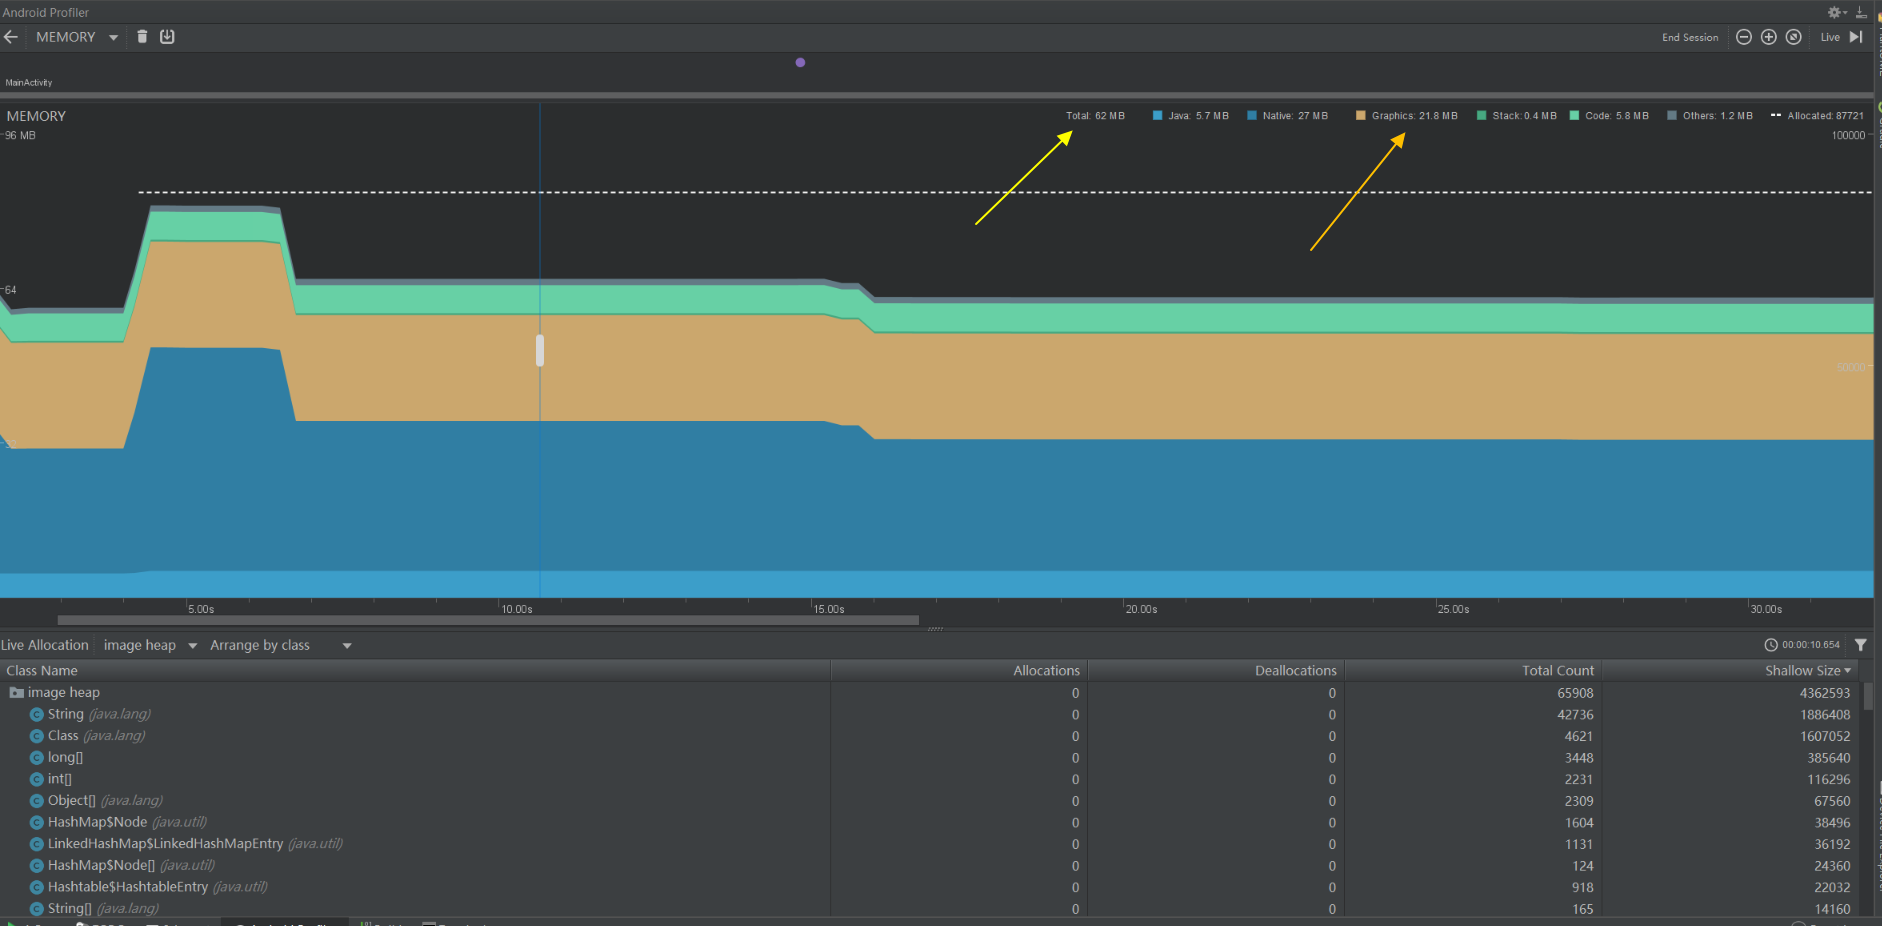 Android Profiler
MEMORY
End Session
Live
MainActivity
MEMORY
Total: 62 MB
Java: 5.7 MB
Native: 27 MB
Graphics: 21.8 MB
Stack: 0.4 MB
Code: 5.8 MB
Others: 1.2 MB
Allocated: 87721
96 MB
100000
64
50000
32
5.00s
10.00s
15.00s
20.00s
25.00s
30.00s
Live Allocation
image heap
Arrange by class
00:00:10.654
Class Name Allocations Deallocations Total Count Shallow Size
image heap 0 0 65908 4362593
String (java.lang) 0 0 42736 1886408
Class (java.lang) 0 0 4621 1607052
long[] 0 0 3448 385640
int[] 0 0 2231 116296
Object[] (java.lang) 0 0 2309 67560
HashMap$Node (java.util) 0 0 1604 38496
LinkedHashMap$LinkedHashMapEntry (java.util) 0 0 1131 36192
HashMap$Node[] (java.util) 0 0 124 24360
Hashtable$HashtableEntry (java.util) 0 0 918 22032
String[] (java.lang) 0 0 165 14160